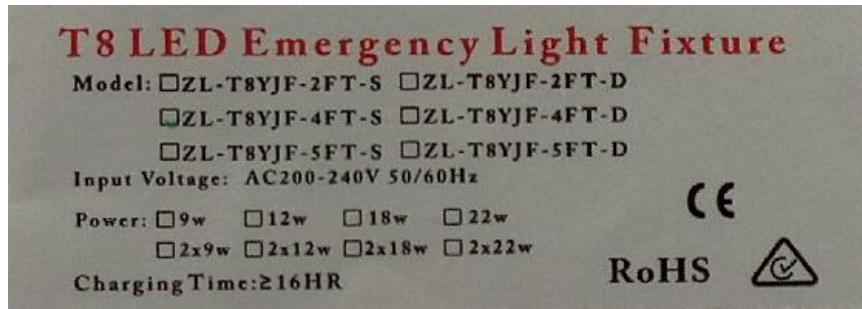 T8 LED Emergency Light Fixture
Model: □ZL-T8YJF-2FT-S □ZL-T8YJF-2FT-D
□ZL-T8YJF-4FT-S □ZL-T8YJF-4FT-D
□ZL-T8YJF-5FT-S □ZL-T8YJF-5FT-D
Input Voltage: AC200-240V 50/60Hz
Power: □9w □12w □18w □22w
□2x9w □2x12w □2x18w □2x22w
Charging Time:≥16HR
CE
RoHS